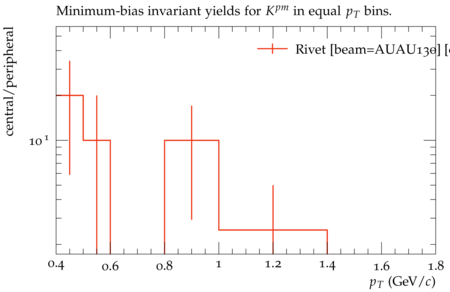 Minimum-bias invariant yields for K^pm in equal p_T bins.
central/peripheral
Rivet [beam=AUAU130]
10^1
0.4 0.6 0.8 1 1.2 1.4 1.6 1.8
p_T (GeV/c)